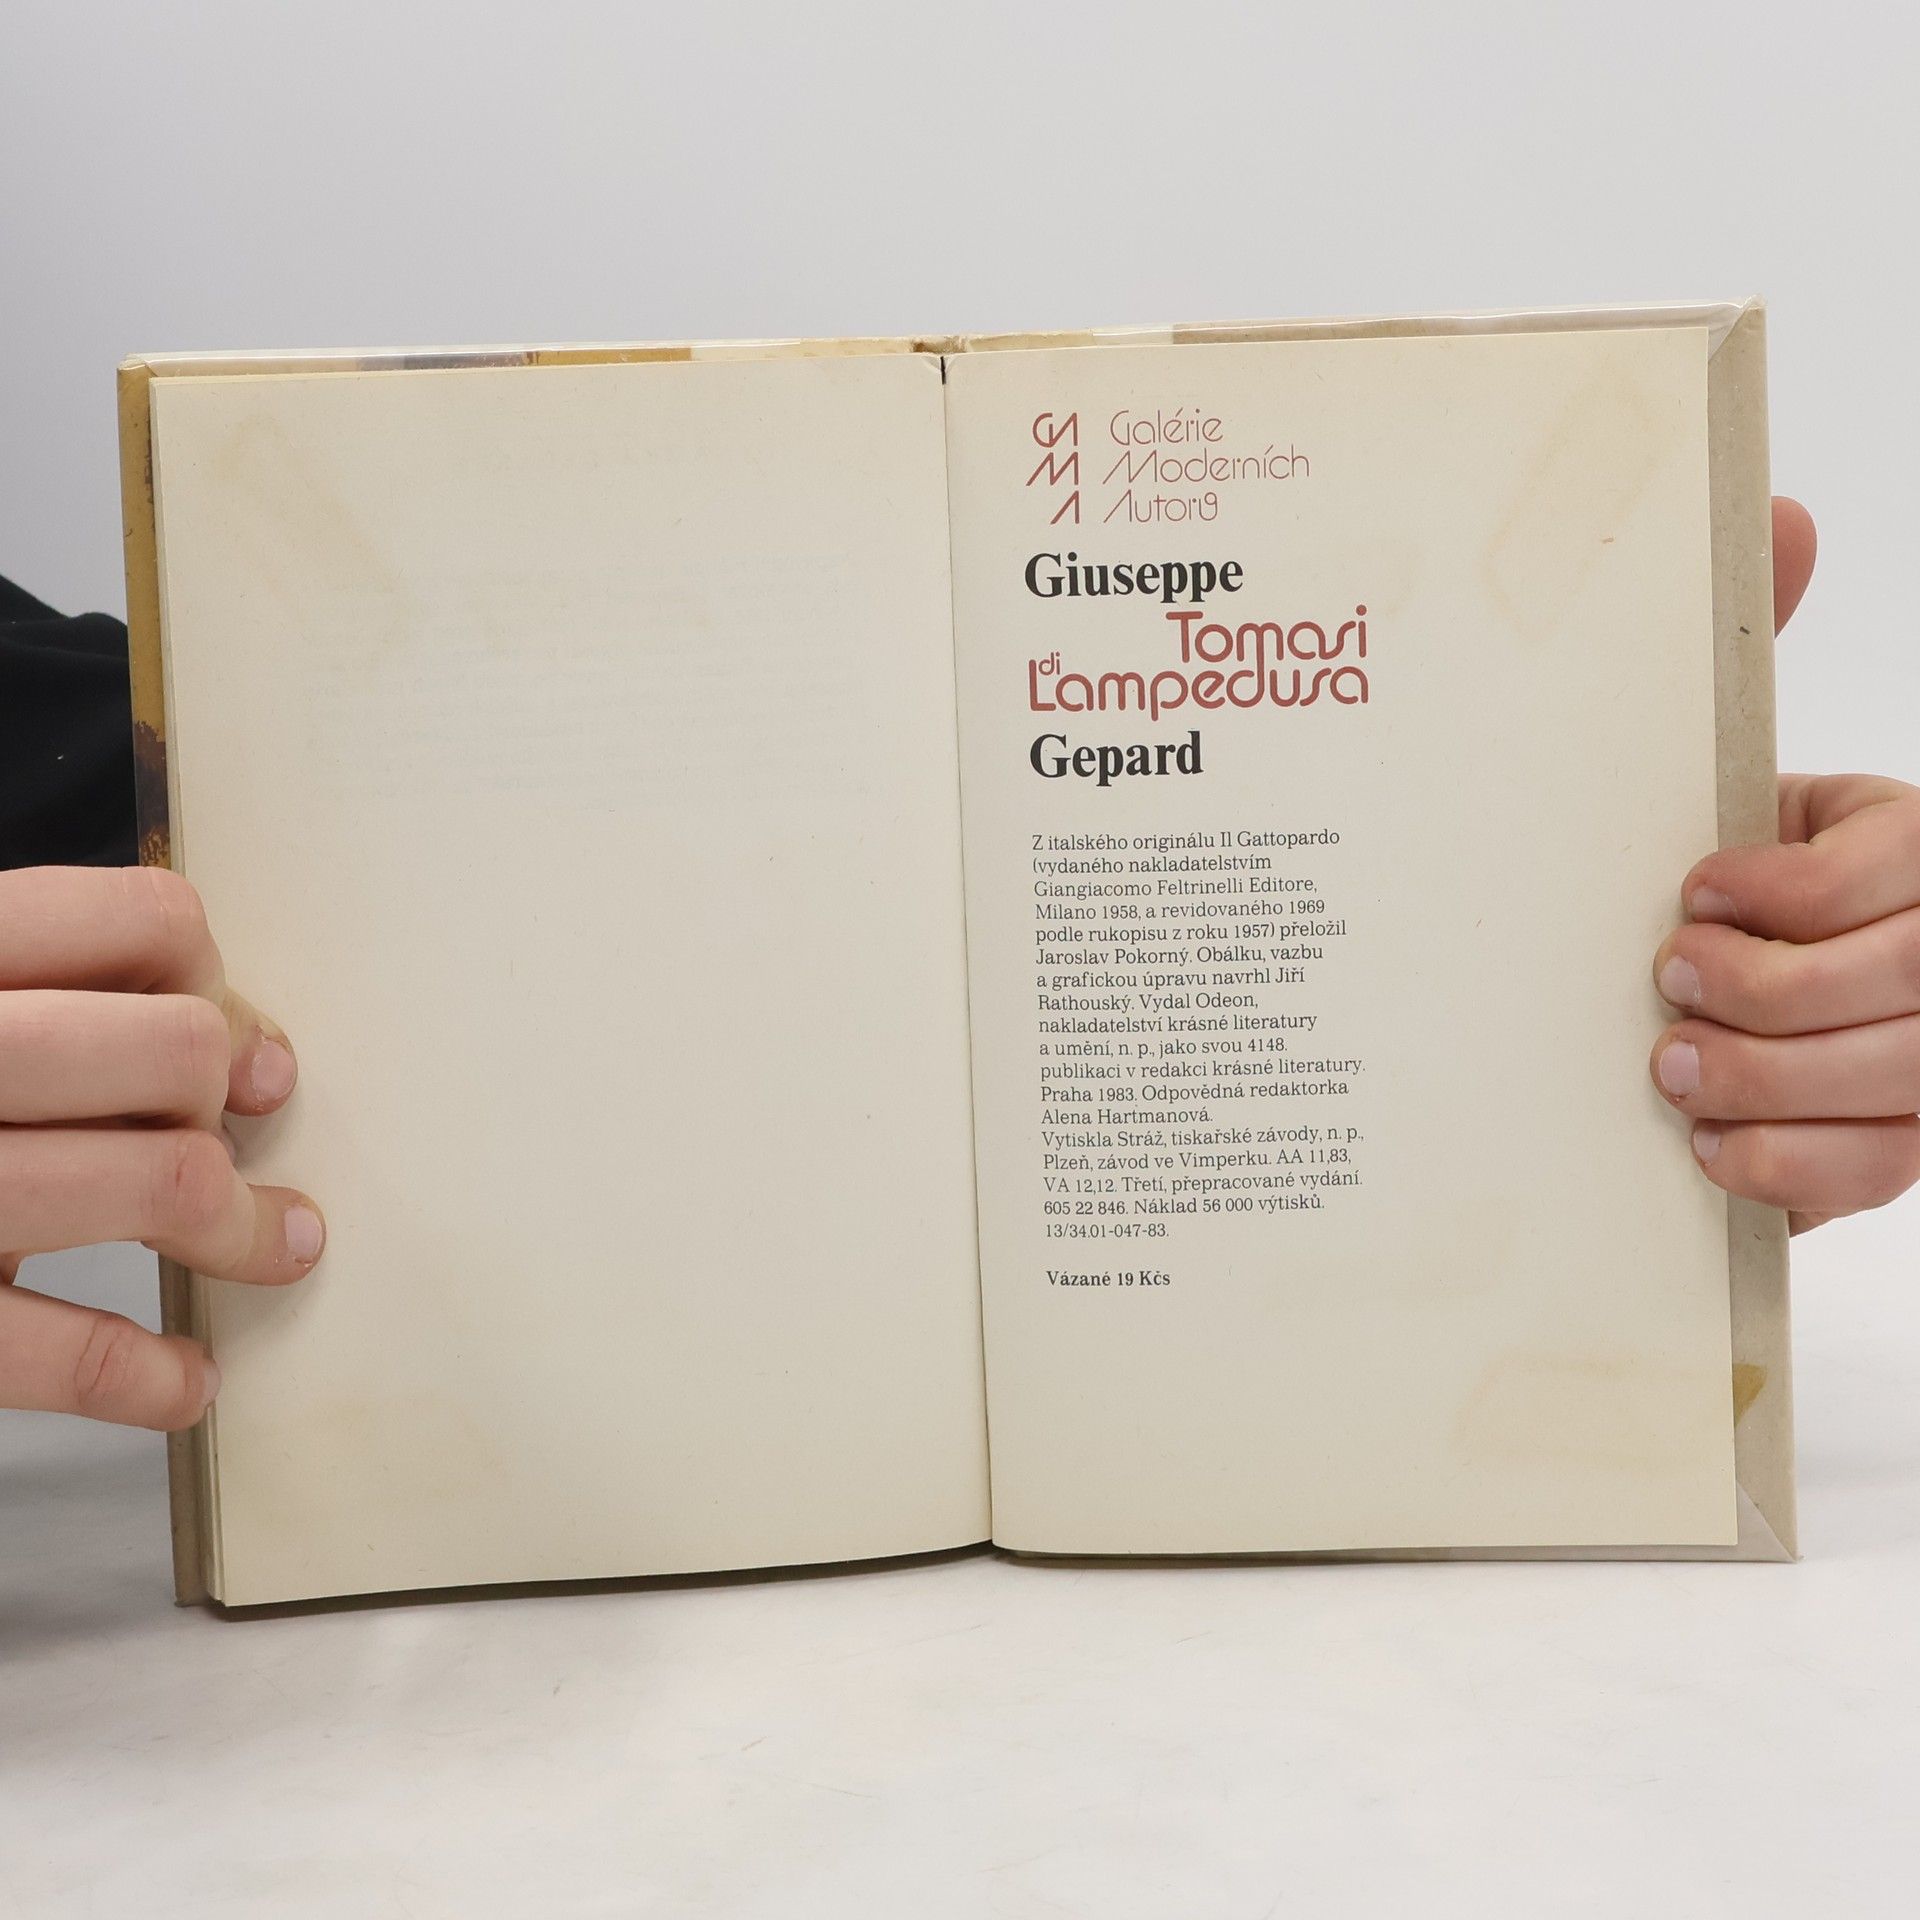 GMA Galérie
Moderních
Autorů
Giuseppe
Tomasi
di
Lampedusa
Gepard
Z italského originálu Il Gattopardo
(vydaného nakladatelstvím
Giangiacomo Feltrinelli Editore,
Milano 1958, a revidovaného 1969
podle rukopisu z roku 1957) přeložil
Jaroslav Pokorný. Obálku, vazbu
a grafickou úpravu navrhl Jiří
Rathouský. Vydal Odeon,
nakladatelství krásné literatury
a umění, n. p., jako svou 4148.
publikaci v redakci krásné literatury.
Praha 1983. Odpovědná redaktorka
Alena Hartmanová.
Vytiskla Stráž, tiskařské závody, n. p.,
Plzeň, závod ve Vimperku. AA 11,83,
VA 12,12. Třetí, přepracované vydání.
605 22 846. Náklad 56 000 výtisků.
13/34.01-047-83.
Vázané 19 Kčs